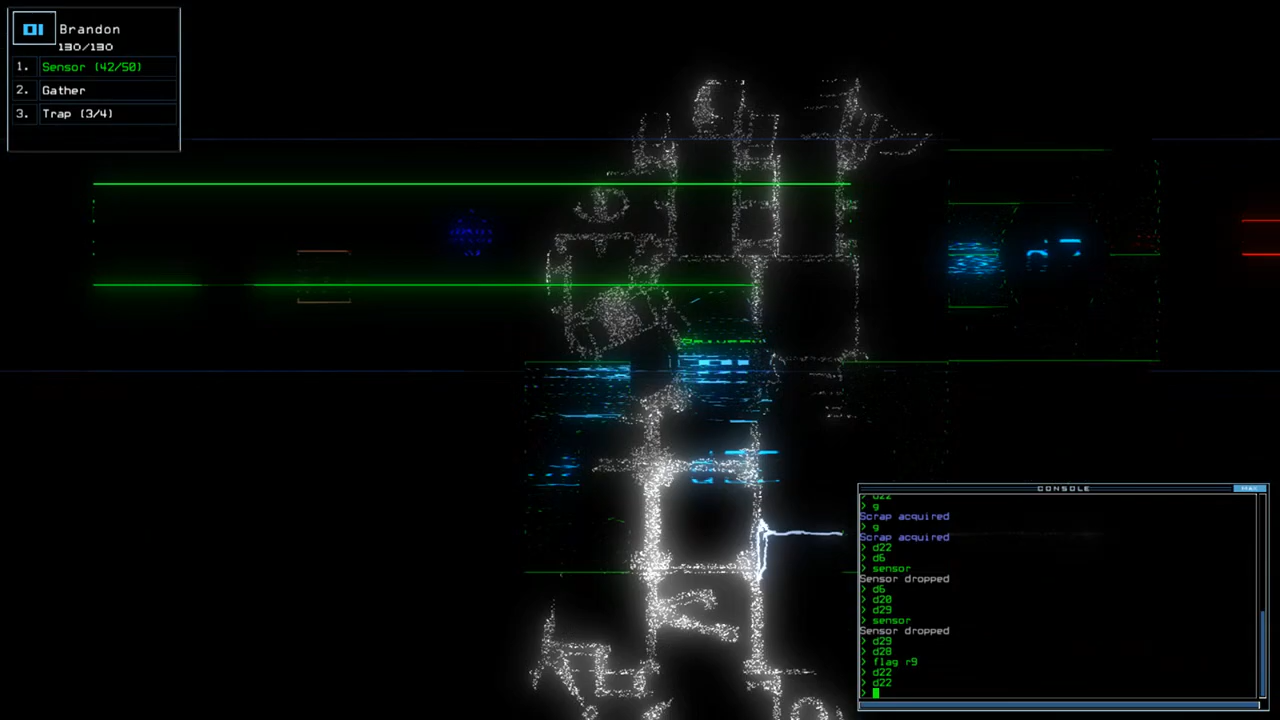 01 Brandon
130/130
1. Sensor (42/50)
2. Gather
3. Trap (3/4)
CONSOLE
> g
Scrap acquired
> g
Scrap acquired
> d22
> d6
> sensor
Sensor dropped
> d6
> d20
> d29
> sensor
Sensor dropped
> d29
> d28
> flag r9
> d22
> d22
>